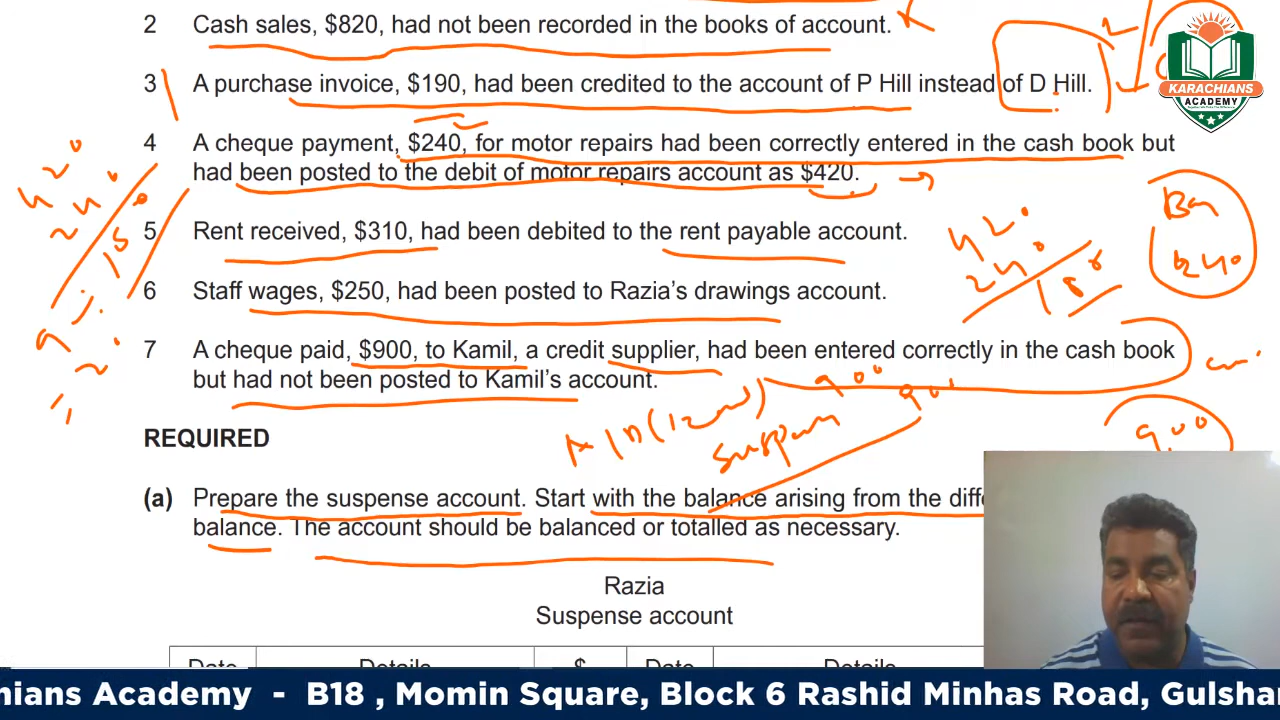 2 Cash sales, $820, had not been recorded in the books of account.
3 A purchase invoice, $190, had been credited to the account of P Hill instead of D Hill.
KARACHIANS
ACADEMY
4 A cheque payment, $240, for motor repairs had been correctly entered in the cash book but
had been posted to the debit of motor repairs account as $420.
420
240
420
240
240
5 Rent received, $310, had been debited to the rent payable account.
6 Staff wages, $250, had been posted to Razia's drawings account.
7 A cheque paid, $900, to Kamil, a credit supplier, had been entered correctly in the cash book
but had not been posted to Kamil's account.
900
900
REQUIRED
(a) Prepare the suspense account. Start with the balance arising from the
balance. The account should be balanced or totalled as necessary.
Razia
Suspense account
Date Details $ Date Details
Academy - B18 , Momin Square, Block 6 Rashid Minhas Road,